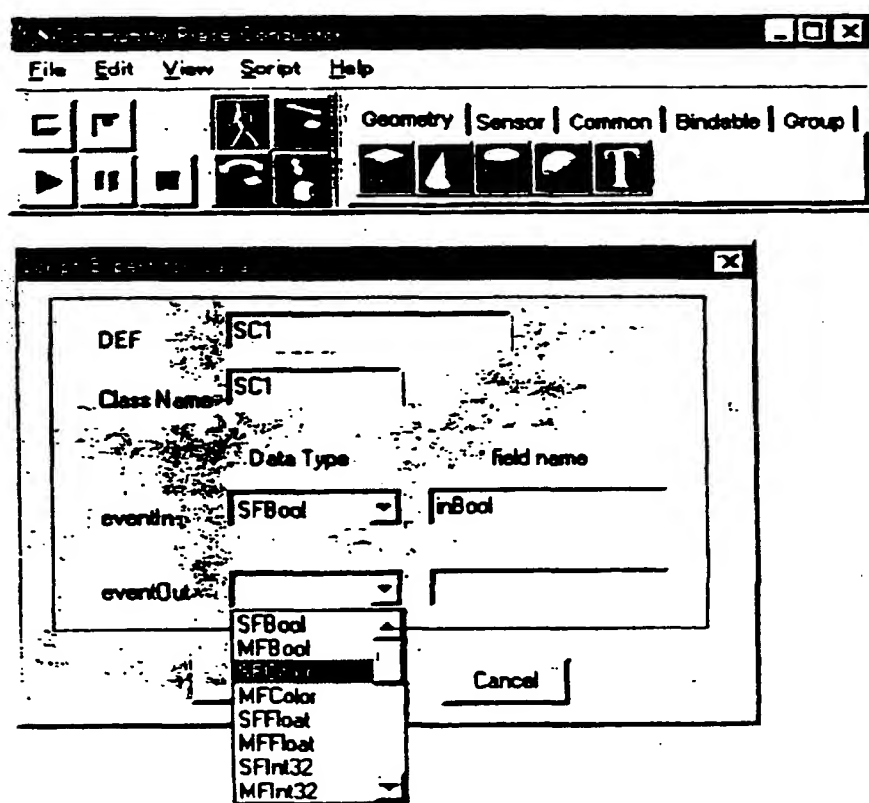 File Edit View Script Help
Geometry Sensor Common Bindable Group
T
DEF SC1
Class Name SC1
Data Type field name
eventIn SFBool inBool
eventOut
SFBool
MFBool
MFColor
SFFloat
MFFloat
SFInt32
MFInt32
Cancel